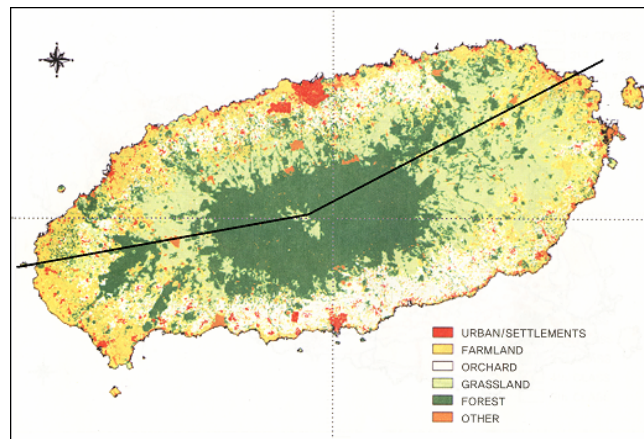 URBAN/SETTLEMENTS
FARMLAND
ORCHARD
GRASSLAND
FOREST
OTHER